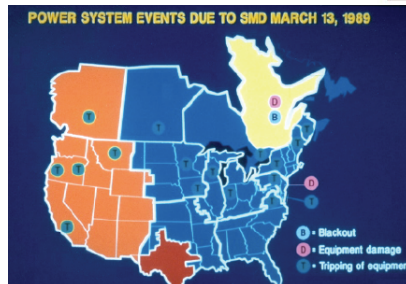 POWER SYSTEM EVENTS DUE TO SMD MARCH 13, 1989
D
B
T
T
T
T
T
T
T
T
T
T
T
D
T
T
B = Blackout
D = Equipment damage
T = Tripping of equipmen